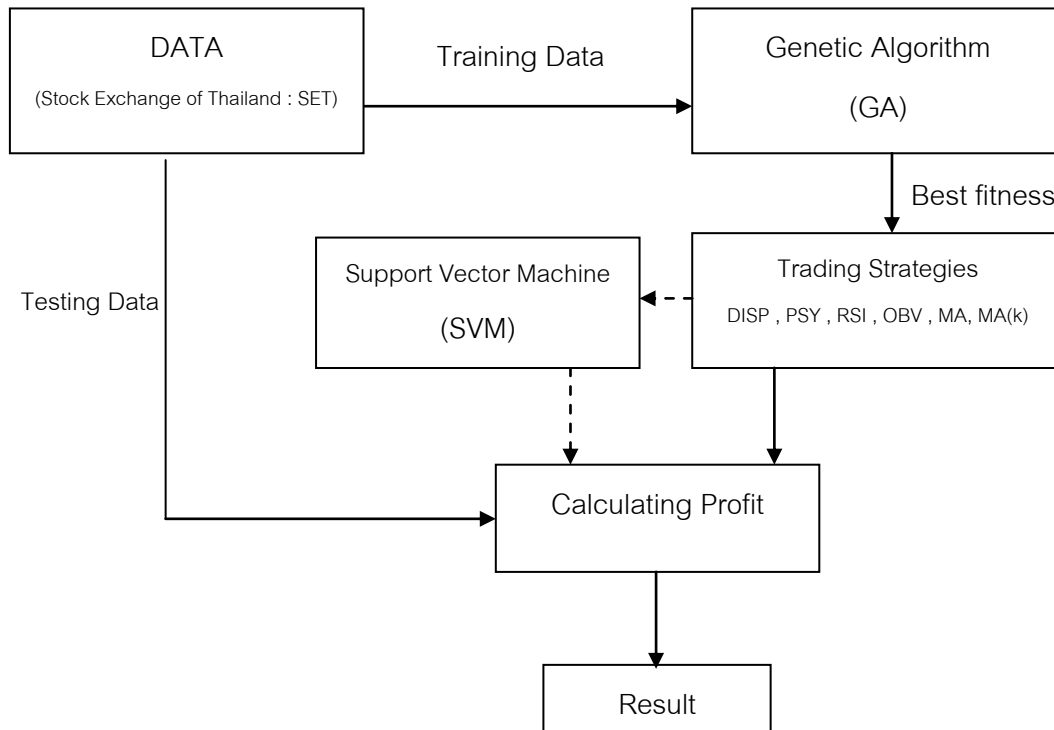 DATA
(Stock Exchange of Thailand : SET)
Training Data
Genetic Algorithm
(GA)
Best fitness
Support Vector Machine
(SVM)
Trading Strategies
DISP , PSY , RSI , OBV , MA, MA(k)
Testing Data
Calculating Profit
Result